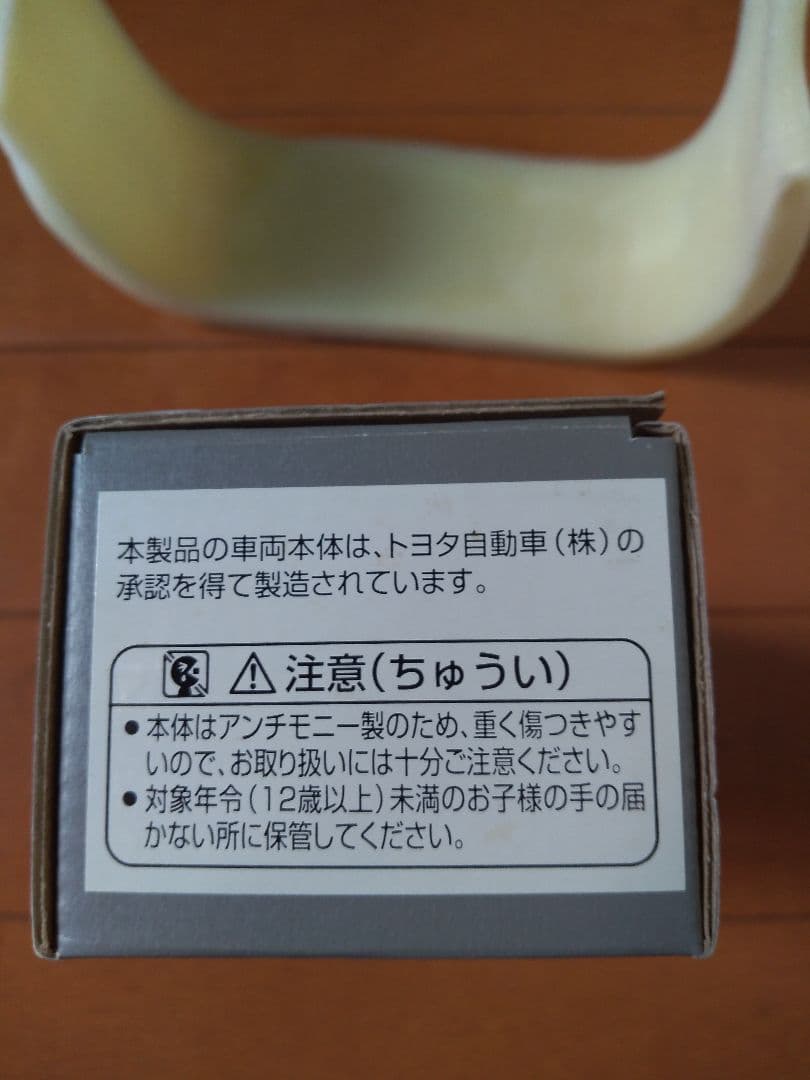 本製品の車両本体は、トヨタ自動車(株)の
承認を得て製造されています。
注意(ちゅうい)
●本体はアンチモニー製のため、重く傷つきやす
いので、お取り扱いには十分ご注意ください。
●対象年令(12歳以上)未満のお子様の手の届
かない所に保管してください。